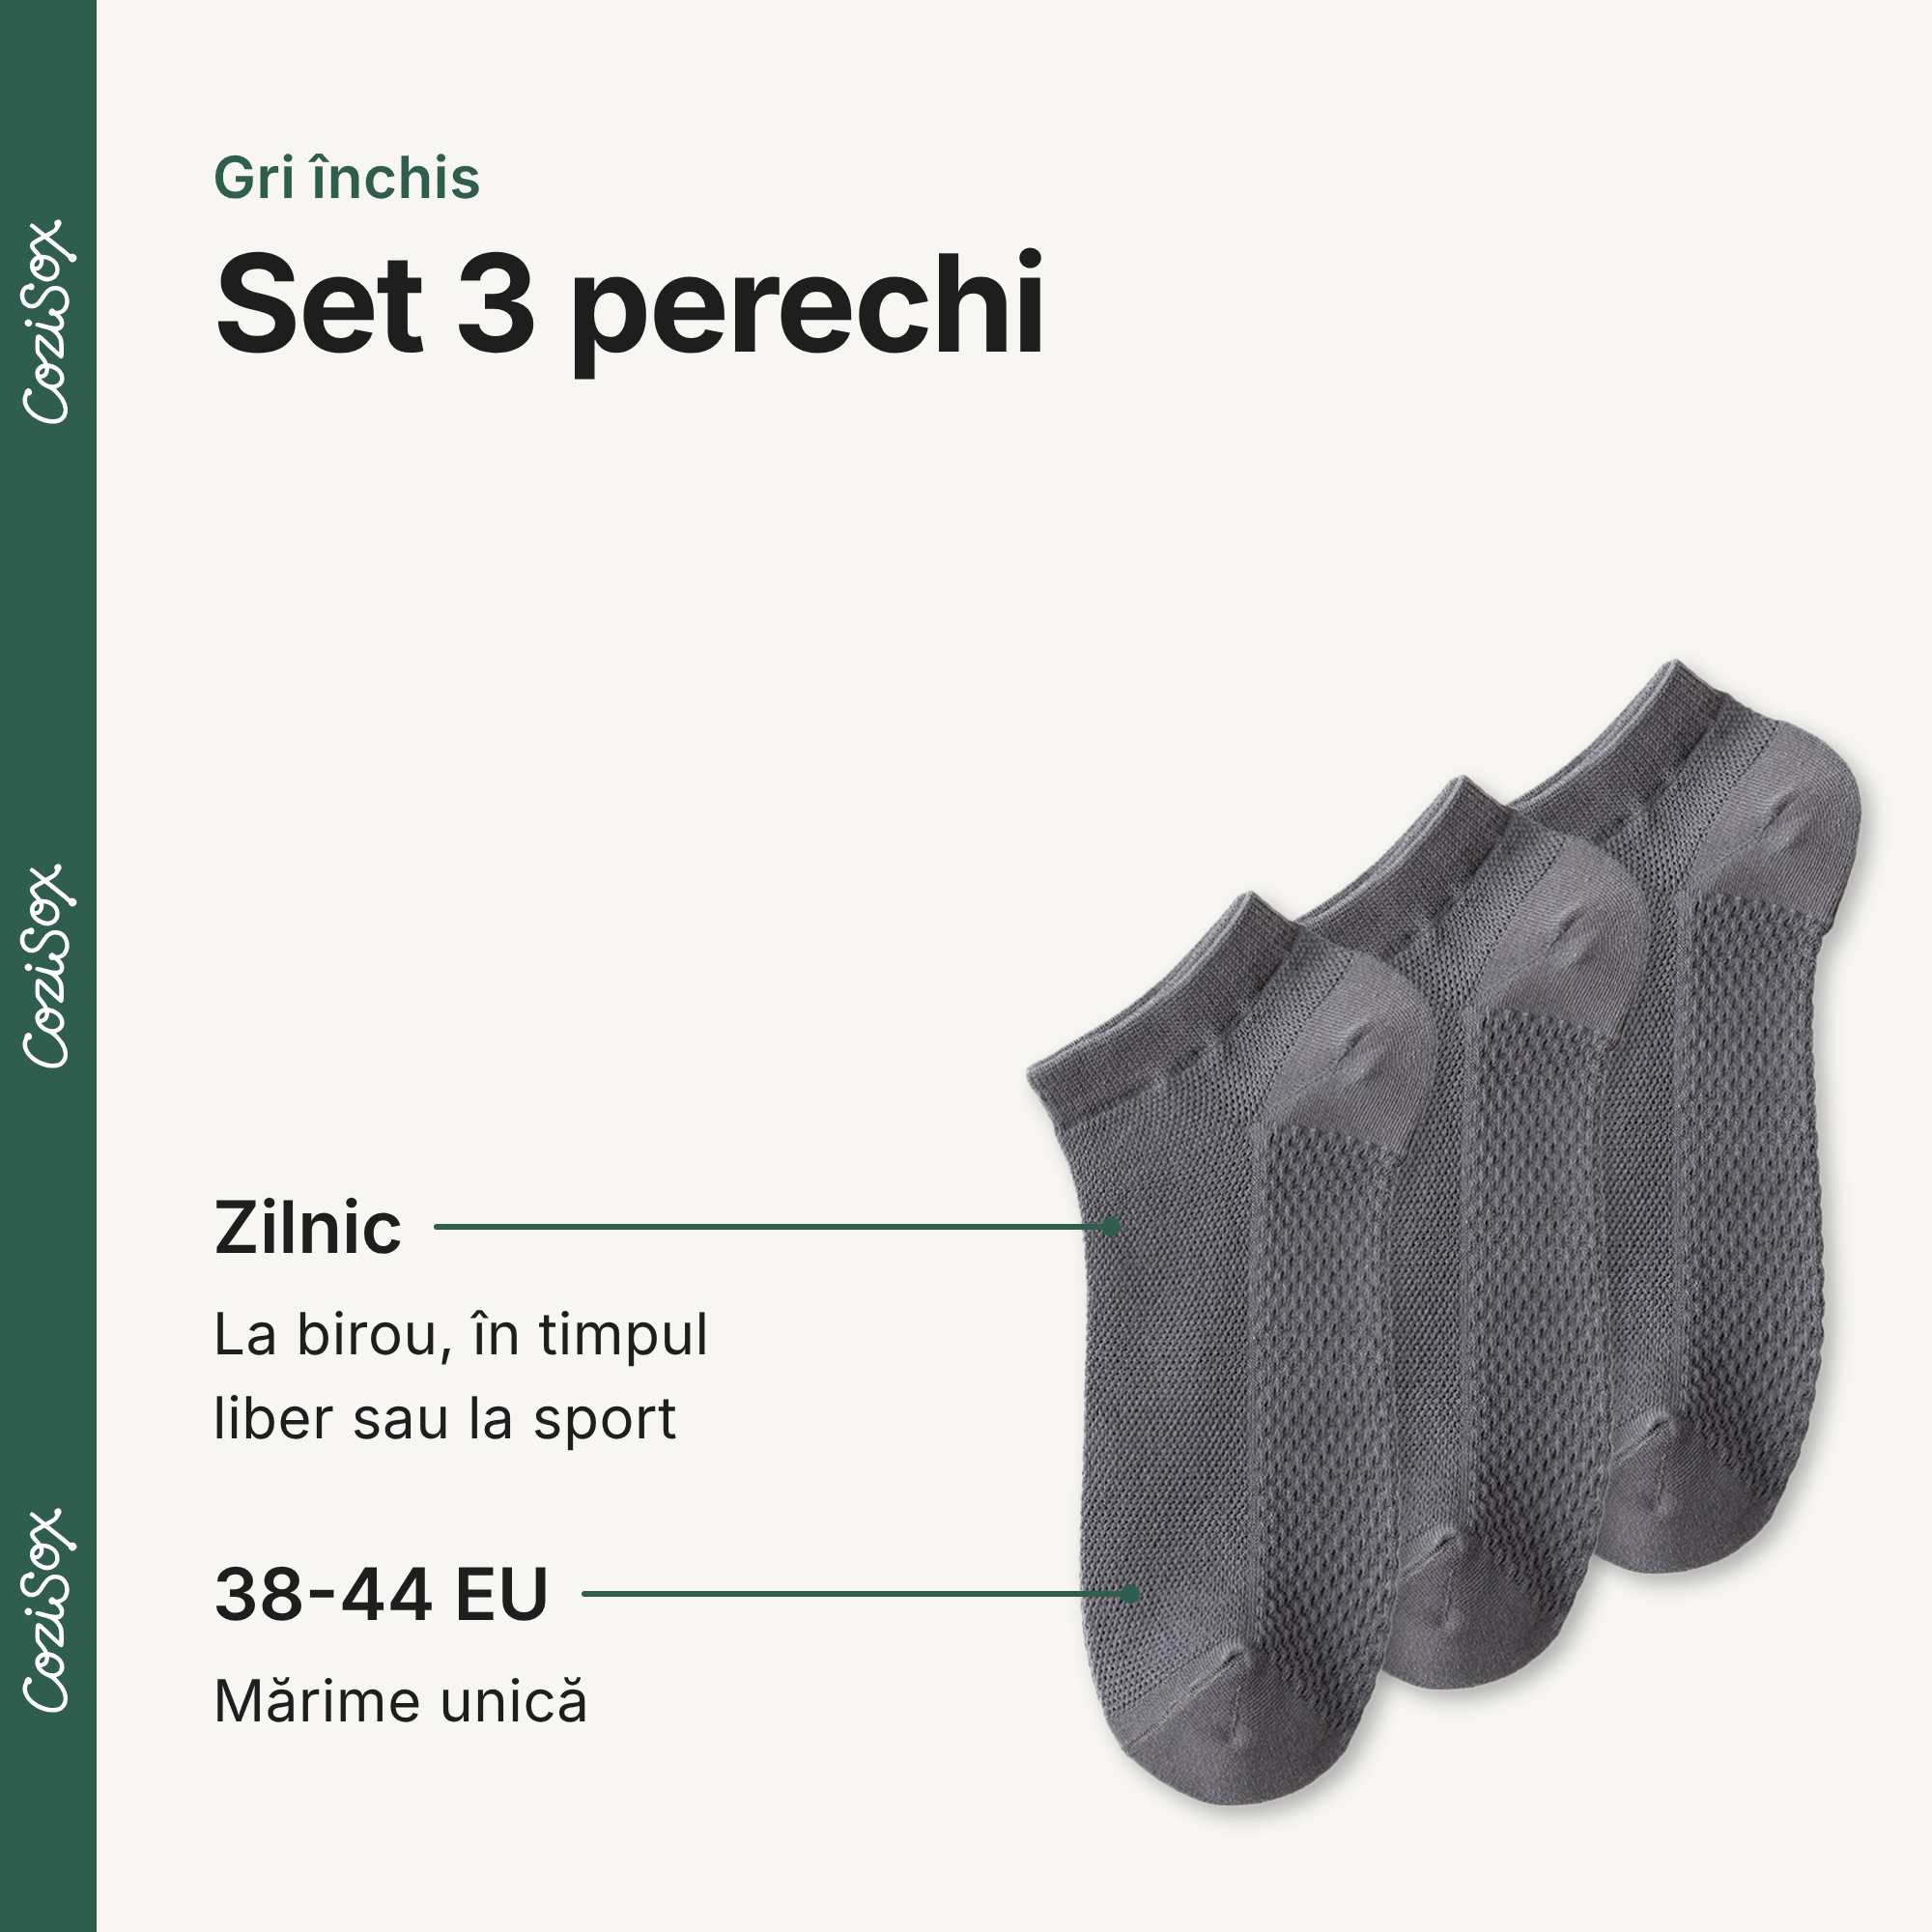 Gri închis
Set 3 perechi
Zilnic
La birou, în timpul
liber sau la sport
38-44 EU
Mărime unică
CoziSox
CoziSox
CoziSox